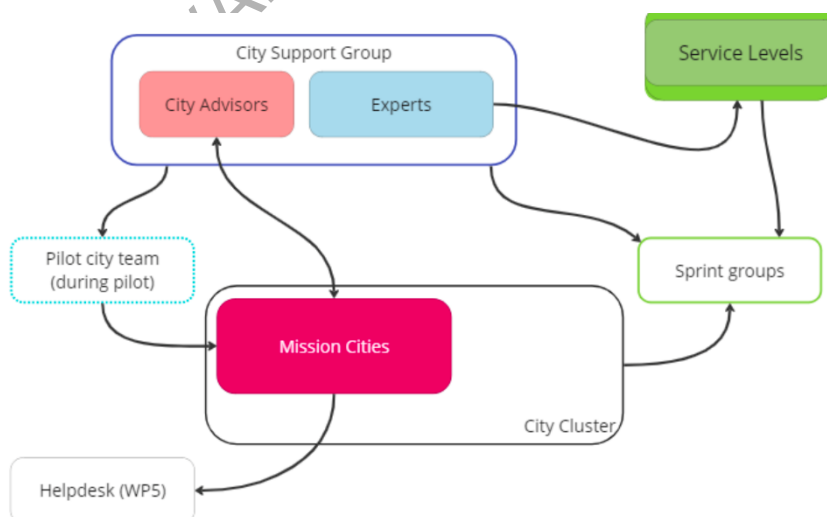 City Support Group
Service Levels
City Advisors
Experts
Pilot city team
(during pilot)
Sprint groups
Mission Cities
City Cluster
Helpdesk (WP5)